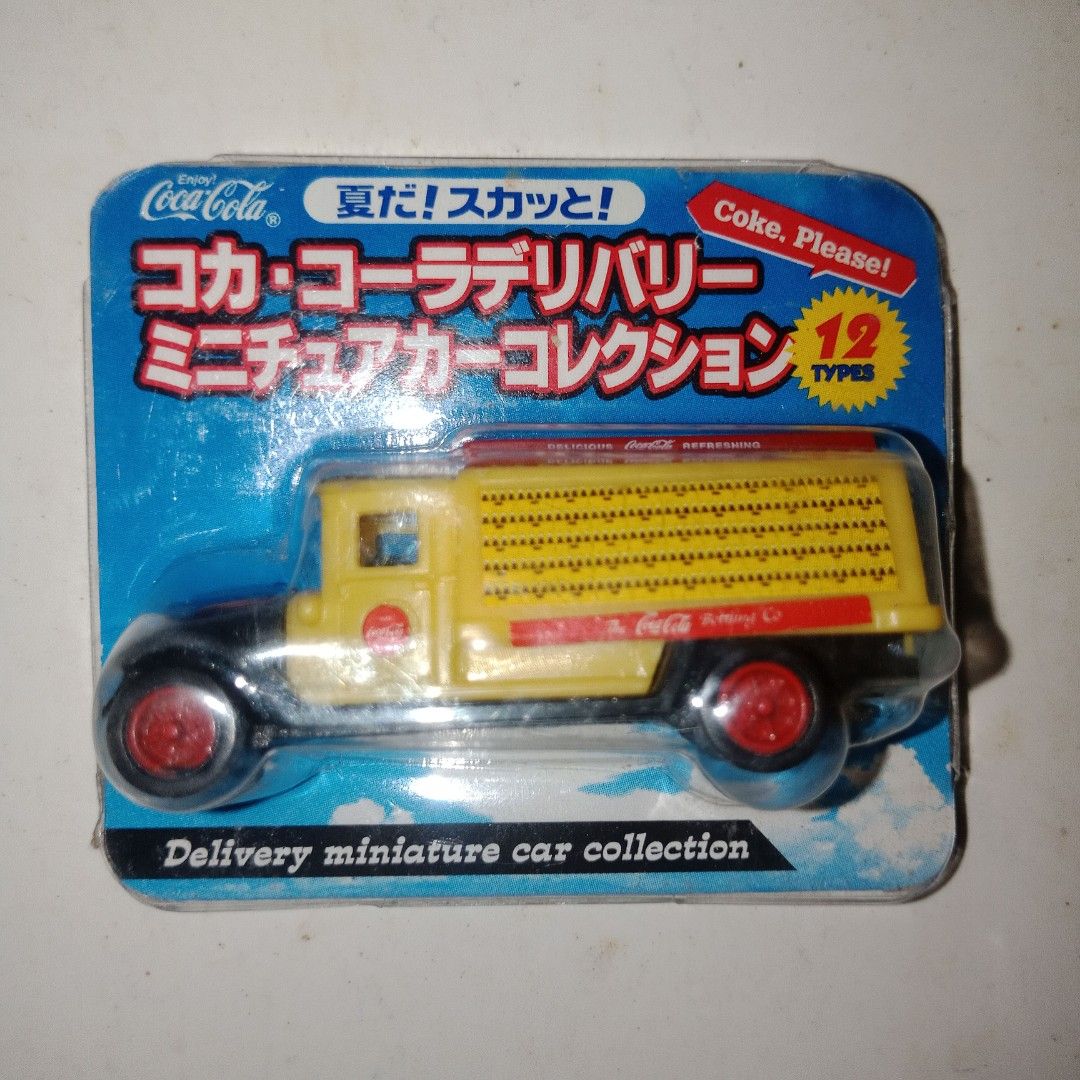 Enjoy!
Coca-Cola®
夏だ!スカッと!
Coke, Please!
コカ・コーラデリバリー
ミニチュアカーコレクション
12
TYPES
DELICIOUS Coca-Cola REFRESHING
Coca-Cola
The Coca-Cola Bottling Co
Delivery miniature car collection